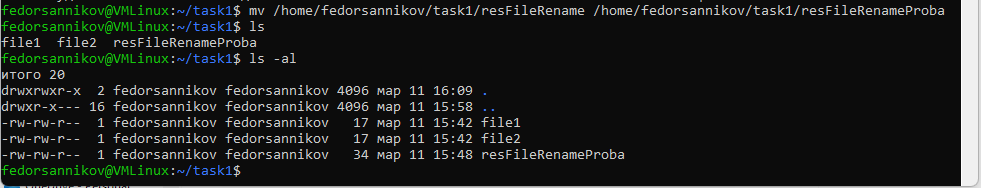 fedorsannikov@VMLinux:~/task1$ mv /home/fedorsannikov/task1/resFileRename /home/fedorsannikov/task1/resFileRenameProba
fedorsannikov@VMLinux:~/task1$ ls
file1  file2  resFileRenameProba
fedorsannikov@VMLinux:~/task1$ ls -al
итого 20
drwxrwxr-x  2 fedorsannikov fedorsannikov 4096 мар 11 16:09 .
drwxr-x--- 16 fedorsannikov fedorsannikov 4096 мар 11 15:58 ..
-rw-rw-r--  1 fedorsannikov fedorsannikov   17 мар 11 15:42 file1
-rw-rw-r--  1 fedorsannikov fedorsannikov   17 мар 11 15:42 file2
-rw-rw-r--  1 fedorsannikov fedorsannikov   34 мар 11 15:48 resFileRenameProba
fedorsannikov@VMLinux:~/task1$